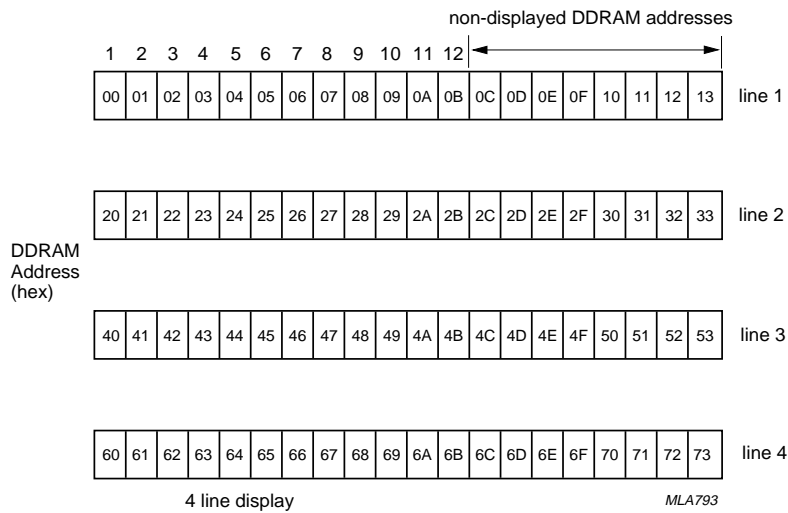 non-displayed DDRAM addresses
1 2 3 4 5 6 7 8 9 10 11 12
00 01 02 03 04 05 06 07 08 09 0A 0B 0C 0D 0E 0F 10 11 12 13 line 1
20 21 22 23 24 25 26 27 28 29 2A 2B 2C 2D 2E 2F 30 31 32 33 line 2
DDRAM
Address
(hex)
40 41 42 43 44 45 46 47 48 49 4A 4B 4C 4D 4E 4F 50 51 52 53 line 3
60 61 62 63 64 65 66 67 68 69 6A 6B 6C 6D 6E 6F 70 71 72 73 line 4
4 line display MLA793